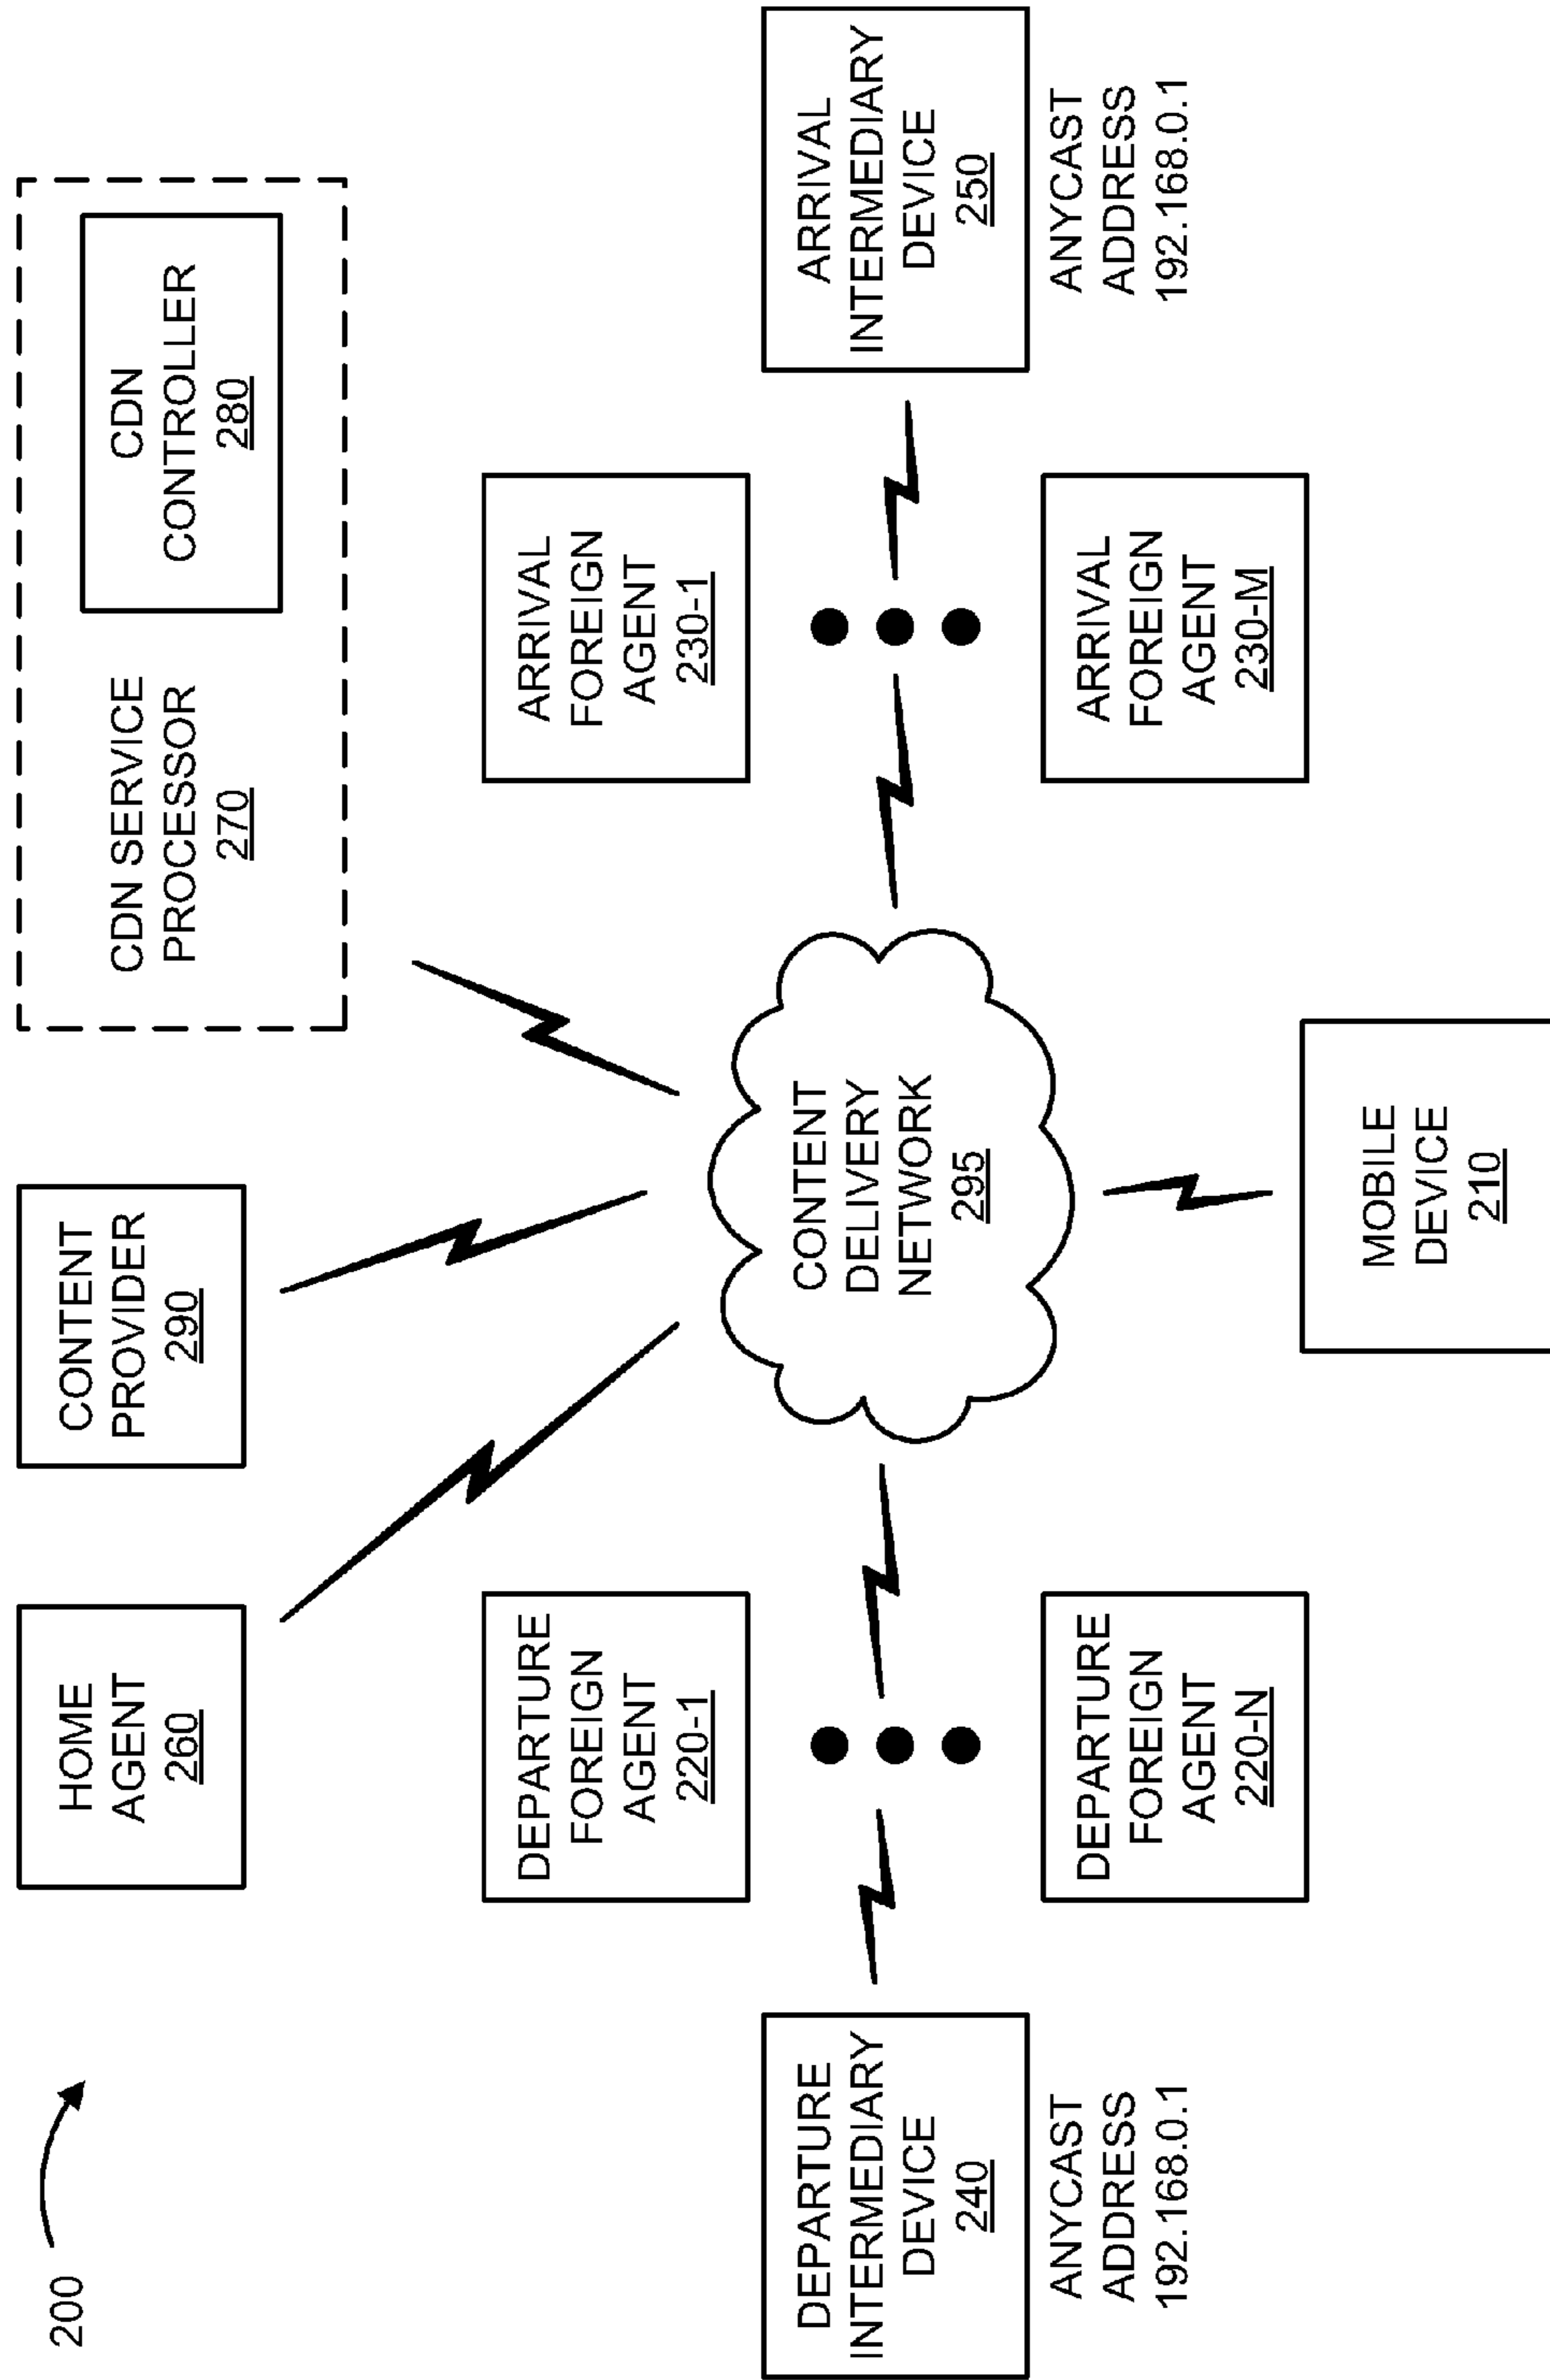 200
HOME
AGENT
260
CONTENT
PROVIDER
290
CDN SERVICE
PROCESSOR
270
CDN
CONTROLLER
280
DEPARTURE
FOREIGN
AGENT
220-1
ARRIVAL
FOREIGN
AGENT
230-1
DEPARTURE
INTERMEDIARY
DEVICE
240
ANYCAST
ADDRESS
192.168.0.1
CONTENT
DELIVERY
NETWORK
295
ARRIVAL
INTERMEDIARY
DEVICE
250
ANYCAST
ADDRESS
192.168.0.1
DEPARTURE
FOREIGN
AGENT
220-N
ARRIVAL
FOREIGN
AGENT
230-M
MOBILE
DEVICE
210